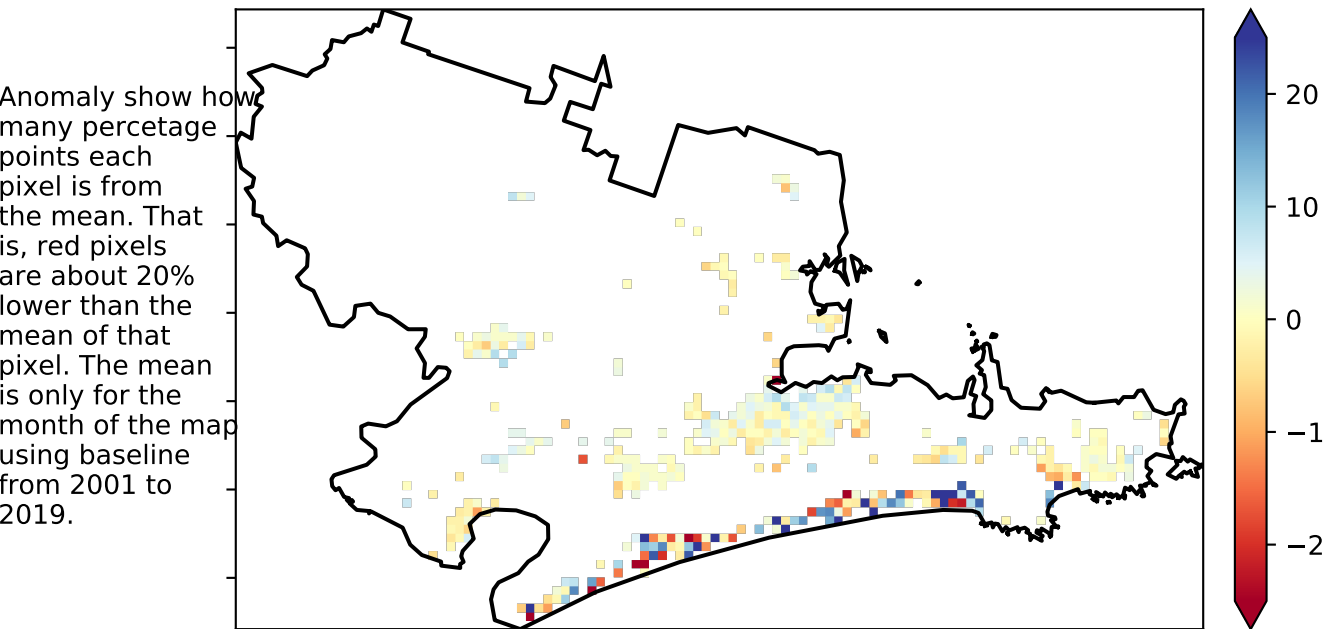 Anomaly show how
many percetage
points each
pixel is from
the mean. That
is, red pixels
are about 20%
lower than the
mean of that
pixel. The mean
is only for the
month of the map
using baseline
from 2001 to
2019.
20
10
0
−1
−2